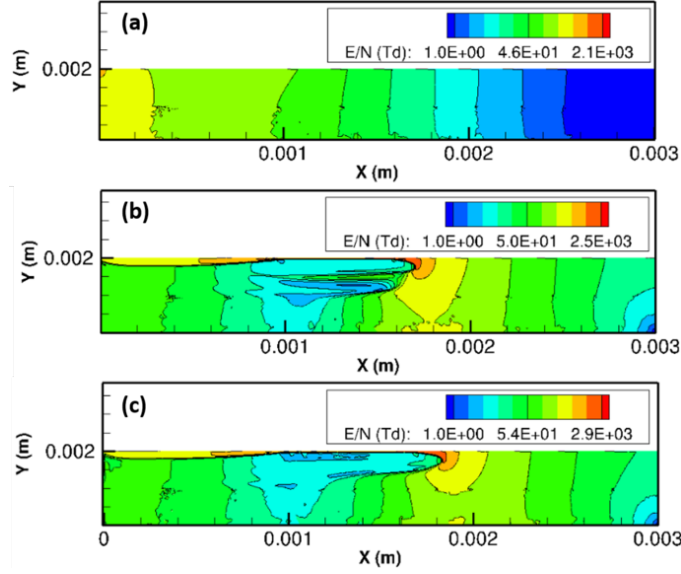 (a)
E/N (Td): 1.0E+00 4.6E+01 2.1E+03
Y (m)
0.002
0.001 0.002 0.003
X (m)
(b)
E/N (Td): 1.0E+00 5.0E+01 2.5E+03
Y (m)
0.002
0.001 0.002 0.003
X (m)
(c)
E/N (Td): 1.0E+00 5.4E+01 2.9E+03
Y (m)
0.002
0 0.001 0.002 0.003
X (m)